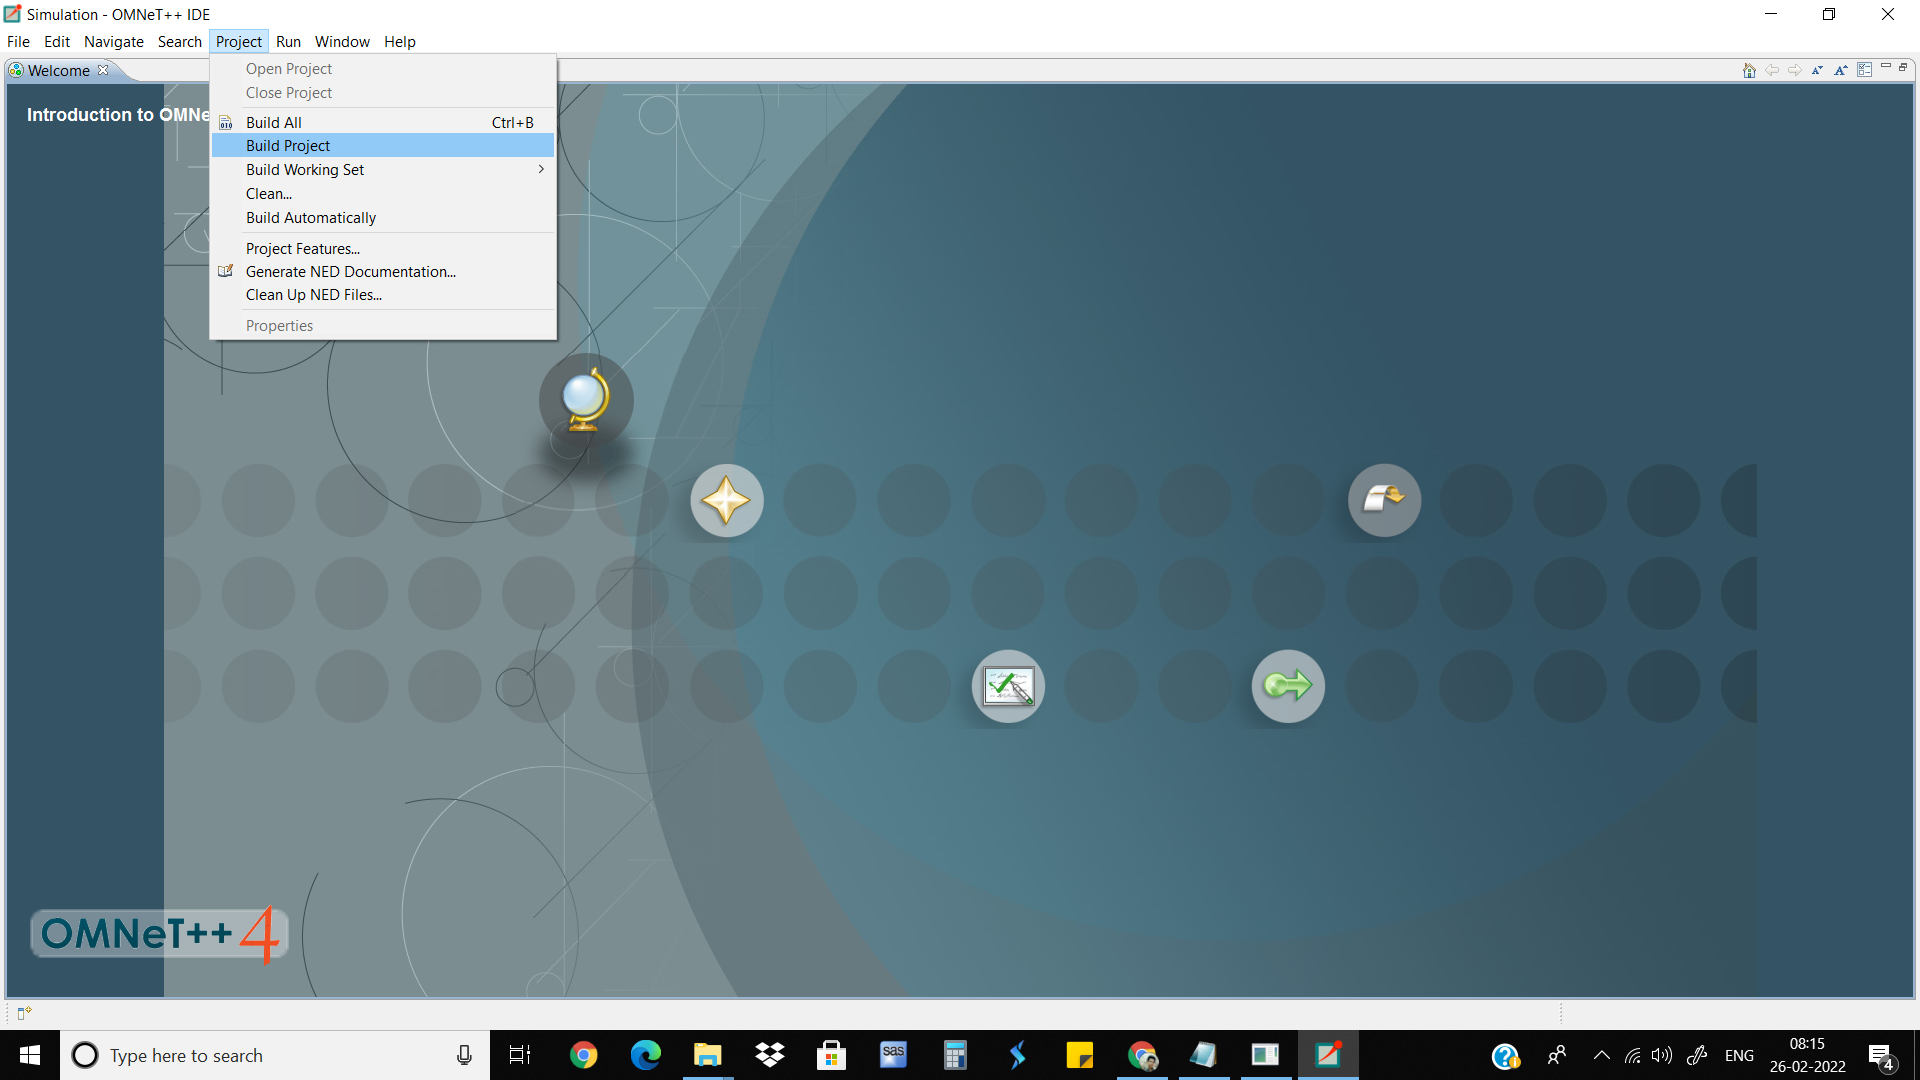 Simulation - OMNeT++ IDE
File Edit Navigate Search Project Run Window Help
Welcome
Introduction to OMNe
Open Project
Close Project
Build All Ctrl+B
Build Project
Build Working Set
Clean...
Build Automatically
Project Features...
Generate NED Documentation...
Clean Up NED Files...
Properties
OMNeT++ 4
Type here to search
sas
ENG
08:15
26-02-2022
4